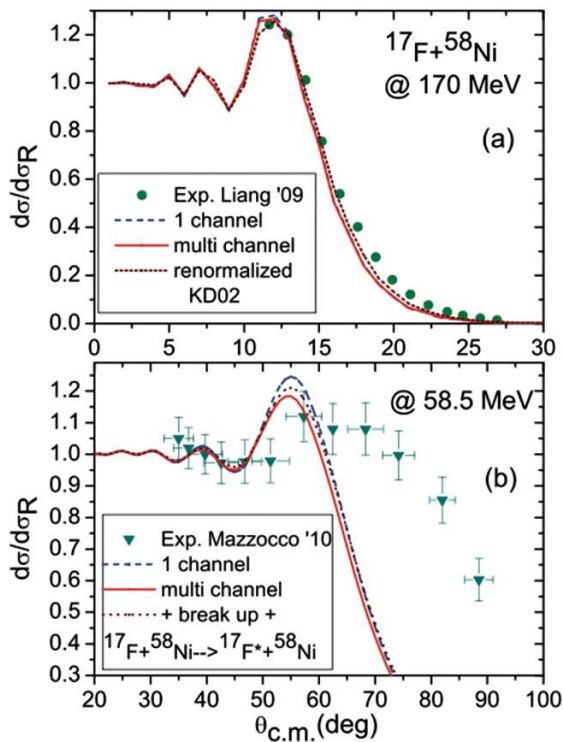 1.2
1.0
0.8
0.6
0.4
0.2
0.0
dσ/dσR
¹⁷F+⁵⁸Ni
@ 170 MeV
(a)
Exp. Liang '09
1 channel
multi channel
renormalized
KD02
0 5 10 15 20 25 30
1.2
1.1
1.0
0.9
0.8
0.7
0.6
0.5
0.4
0.3
dσ/dσR
@ 58.5 MeV
(b)
Exp. Mazzocco '10
1 channel
multi channel
+ break up +
¹⁷F+⁵⁸Ni-->¹⁷F*+⁵⁸Ni
20 30 40 50 60 70 80 90 100
θc.m.(deg)